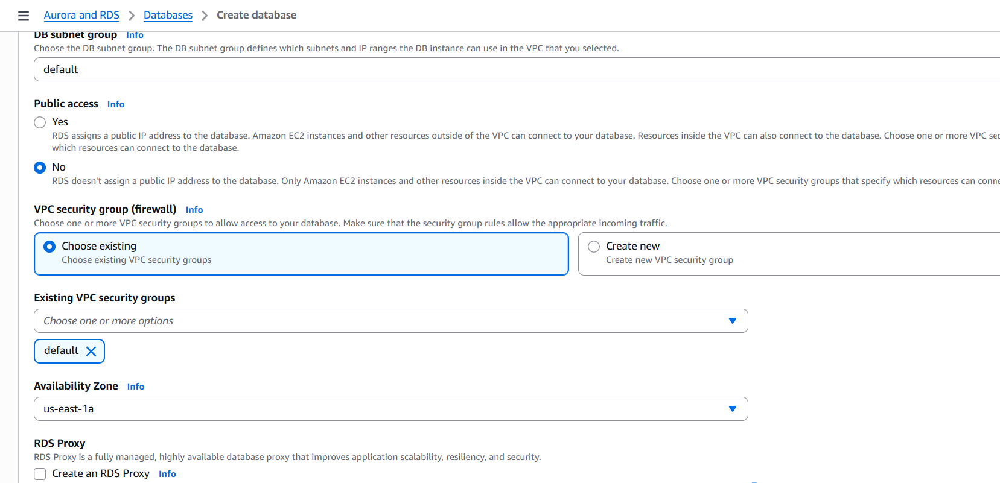 Aurora and RDS > Databases > Create database
DB subnet group Info
Choose the DB subnet group. The DB subnet group defines which subnets and IP ranges the DB instance can use in the VPC that you selected.
default
Public access Info
Yes
RDS assigns a public IP address to the database. Amazon EC2 instances and other resources outside of the VPC can connect to your database. Resources inside the VPC can also connect to the database. Choose one or more VPC
which resources can connect to the database.
No
RDS doesn't assign a public IP address to the database. Only Amazon EC2 instances and other resources inside the VPC can connect to your database. Choose one or more VPC security groups that specify which resources can
VPC security group (firewall) Info
Choose one or more VPC security groups to allow access to your database. Make sure that the security group rules allow the appropriate incoming traffic.
Choose existing
Choose existing VPC security groups
Create new
Create new VPC security group
Existing VPC security groups
Choose one or more options
default
Availability Zone Info
us-east-1a
RDS Proxy
RDS Proxy is a fully managed, highly available database proxy that improves application scalability, resiliency, and security.
Create an RDS Proxy Info